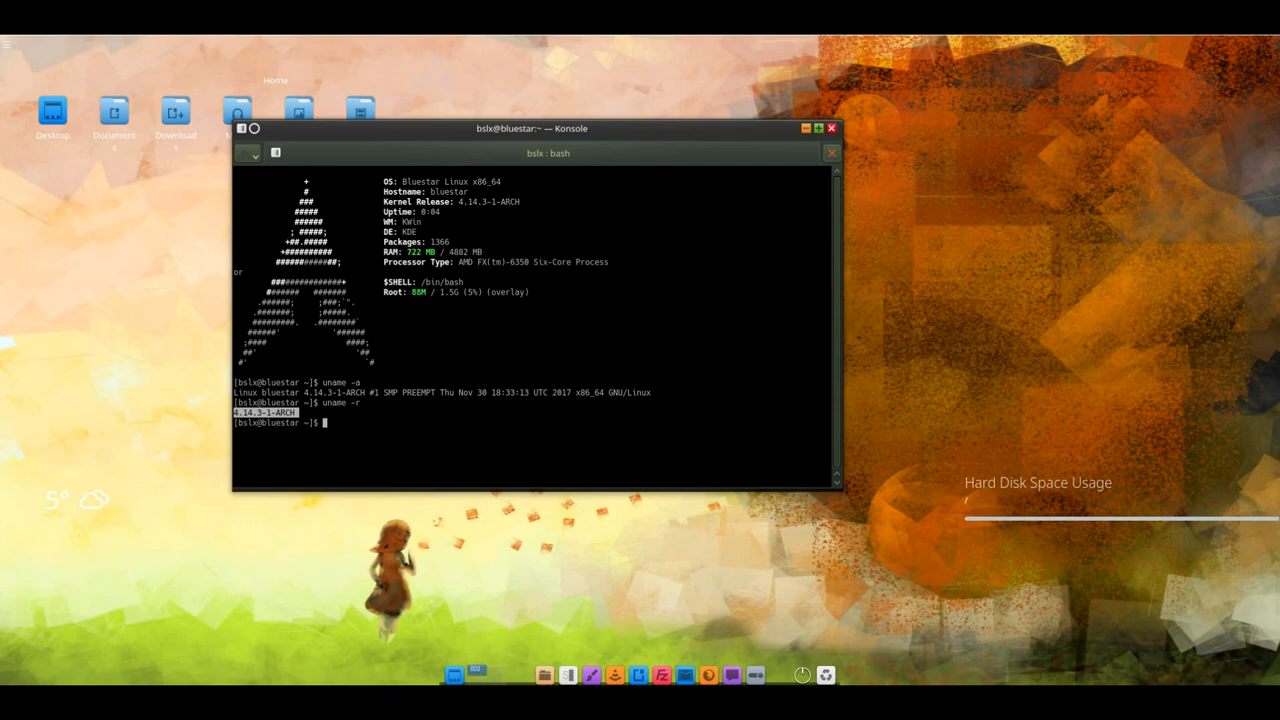 Home
Desktop
Document
s
Download
s
bslx@bluestar:~ — Konsole
bslx : bash
+
#
###
#####
######
; #####;
+##.#####
+##########
#############;
or
###############+
######   #######
.######;     ;###;`".
.#######;     ;#####.
#########.   .########`
######'           '######
;####                 ####;
##'                     '##
#'                         `#
OS: Bluestar Linux x86_64
Hostname: bluestar
Kernel Release: 4.14.3-1-ARCH
Uptime: 0:04
WM: KWin
DE: KDE
Packages: 1366
RAM: 722 MB / 4882 MB
Processor Type: AMD FX(tm)-6350 Six-Core Process
$SHELL: /bin/bash
Root: 88M / 1.5G (5%) (overlay)
[bslx@bluestar ~]$ uname -a
Linux bluestar 4.14.3-1-ARCH #1 SMP PREEMPT Thu Nov 30 18:33:13 UTC 2017 x86_64 GNU/Linux
[bslx@bluestar ~]$ uname -r
4.14.3-1-ARCH
[bslx@bluestar ~]$
5°
Hard Disk Space Usage
/
Fz